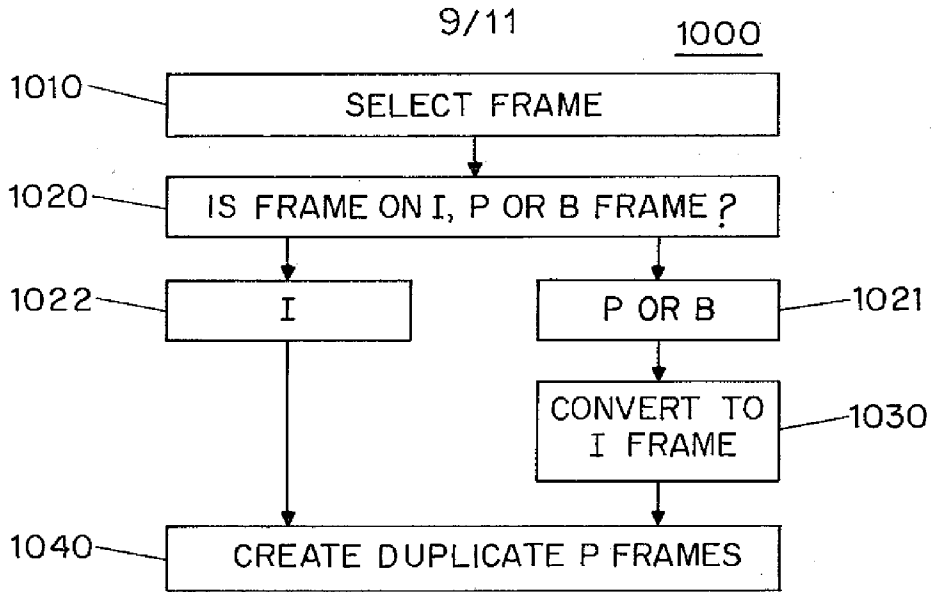 9/11
1000
1010
SELECT FRAME
1020
IS FRAME ON I, P OR B FRAME?
1022
I
P OR B
1021
CONVERT TO
I FRAME
1030
1040
CREATE DUPLICATE P FRAMES